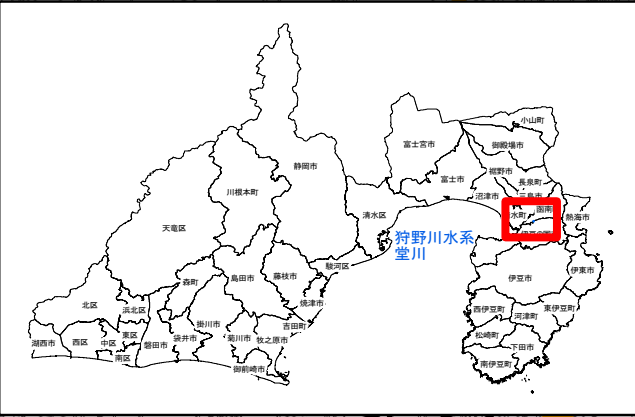 小山町
御殿場市
富士宮市
裾野市
静岡市
長泉町
富士市
川根本町
沼津市
三島市
函南
水町
清水区
熱海市
天竜区
狩野川水系
堂川
駿河区
伊東市
島田市
藤枝市
伊豆市
森町
北区
焼津市
浜北区
西伊豆町
東伊豆町
河津町
掛川市
吉田町
東区
松崎町
湖西市
西区
中区
磐田市
袋井市
菊川市
牧之原市
下田市
南区
御前崎市
南伊豆町